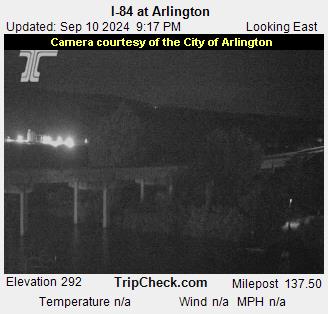 I-84 at Arlington
Updated: Sep 10 2024 9:17 PM Looking East
Camera courtesy of the City of Arlington
Elevation 292 TripCheck.com Milepost 137.50
Temperature n/a Wind n/a MPH n/a